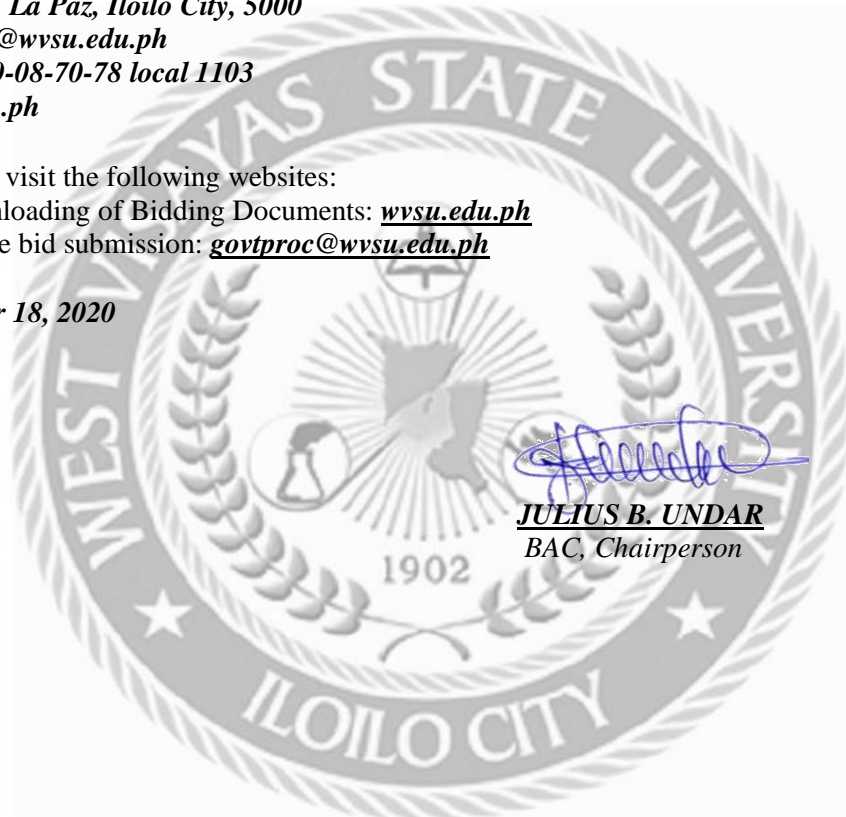 La Paz, Iloilo City, 5000
@wvsu.edu.ph
-08-70-78 local 1103
.ph
visit the following websites:
loading of Bidding Documents: wvsu.edu.ph
e bid submission: govtproc@wvsu.edu.ph
18, 2020
JULIUS B. UNDAR
BAC, Chairperson
WEST VISAYAS STATE UNIVERSITY
1902
ILOILO CITY